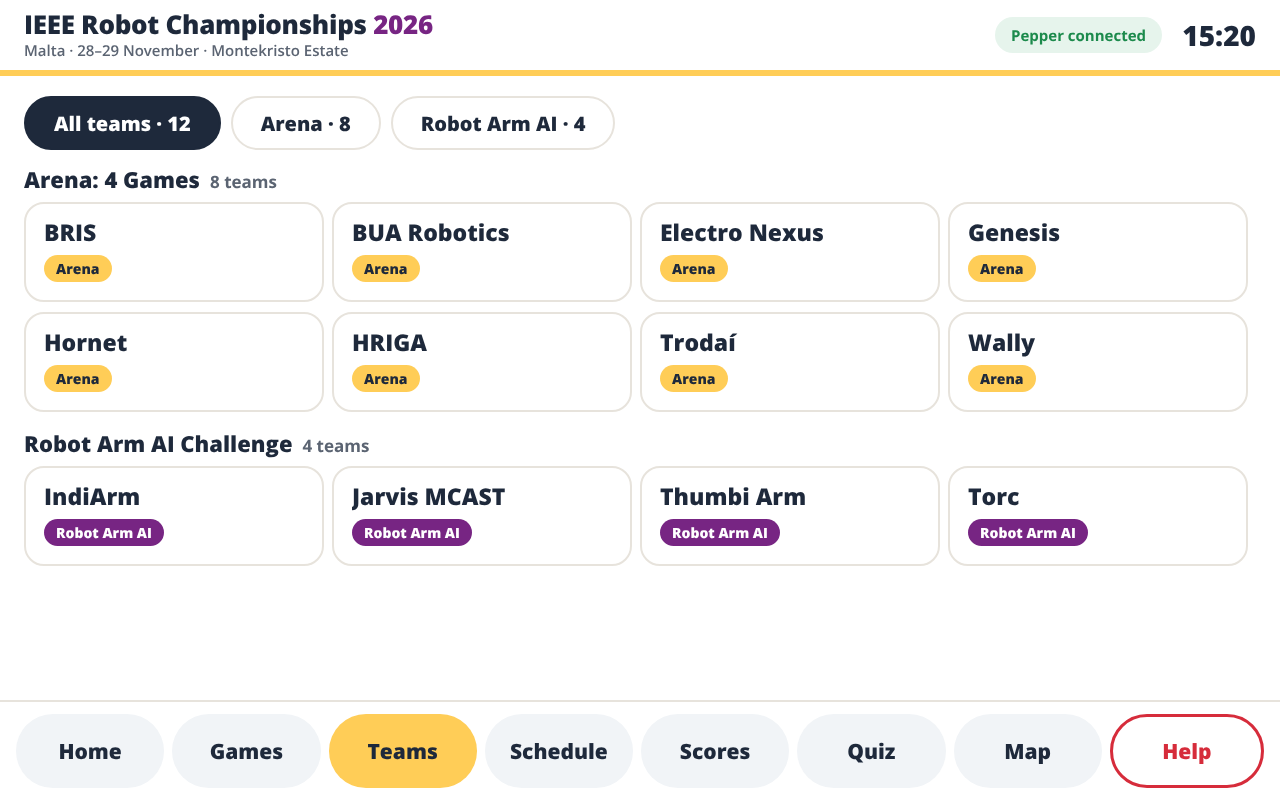 IEEE Robot Championships 2026
Malta · 28–29 November · Montekristo Estate
Pepper connected
15:20
All teams · 12
Arena · 8
Robot Arm AI · 4
Arena: 4 Games 8 teams
BRIS
Arena
BUA Robotics
Arena
Electro Nexus
Arena
Genesis
Arena
Hornet
Arena
HRIGA
Arena
Trodaí
Arena
Wally
Arena
Robot Arm AI Challenge 4 teams
IndiArm
Robot Arm AI
Jarvis MCAST
Robot Arm AI
Thumbi Arm
Robot Arm AI
Torc
Robot Arm AI
Home
Games
Teams
Schedule
Scores
Quiz
Map
Help